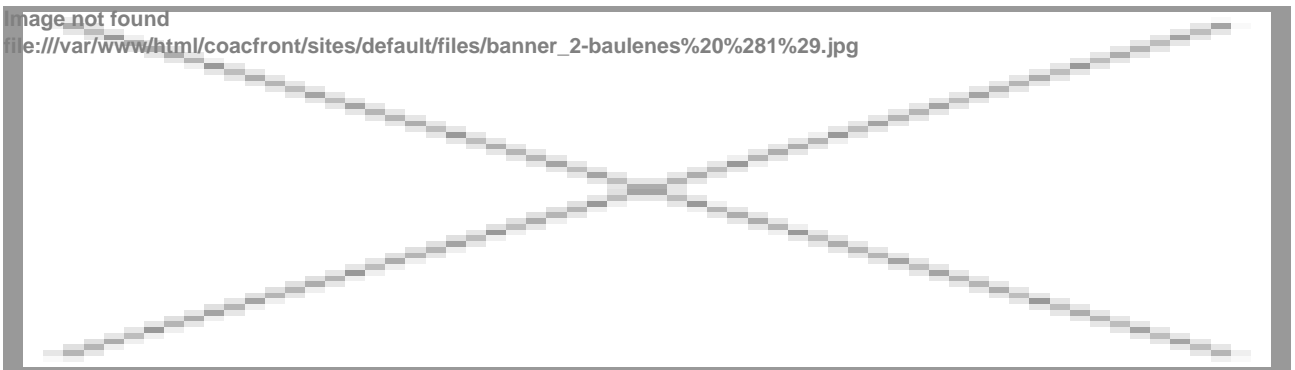 Image not found
file:///var/www/html/coacfront/sites/default/files/banner_2-baulenes%20%281%29.jpg